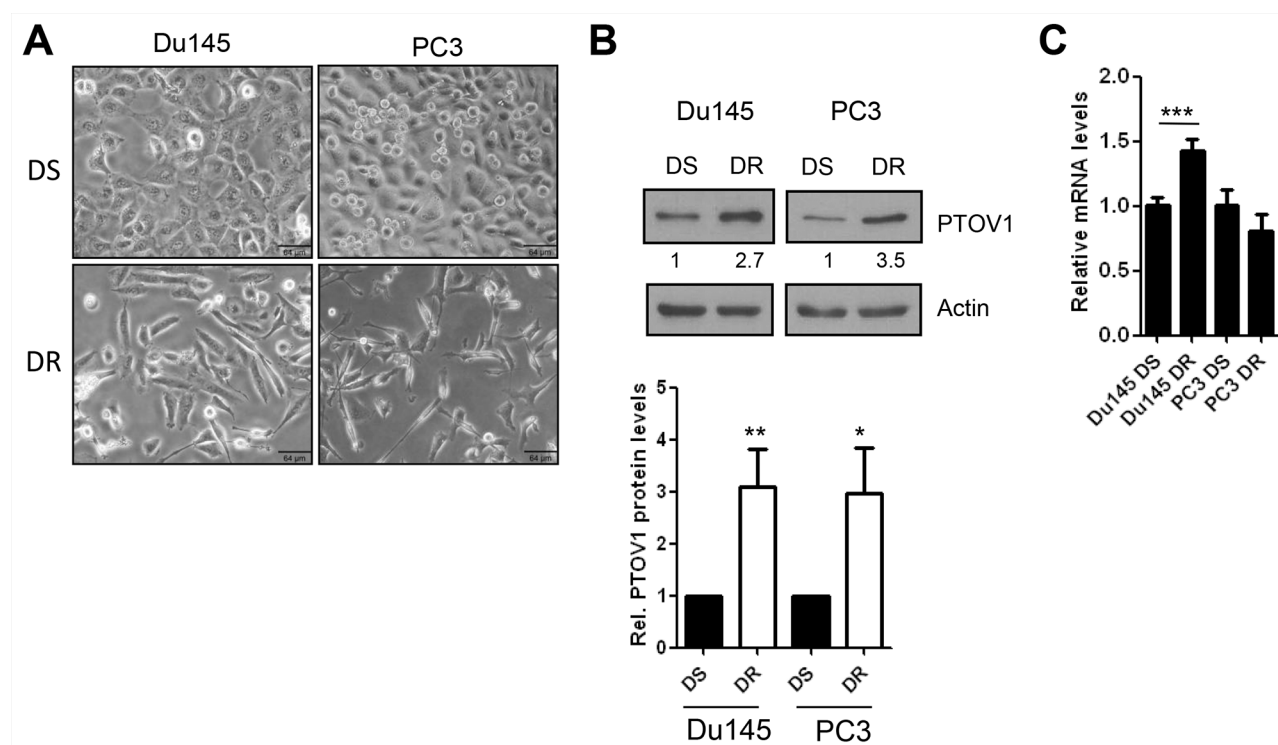 A
Du145
PC3
DS
DR
64 µm
64 µm
64 µm
64 µm
B
Du145
PC3
DS
DR
DS
DR
PTOV1
1
2.7
1
3.5
Actin
Rel. PTOV1 protein levels
5
4
3
2
1
0
**
*
DS
DR
DS
DR
Du145
PC3
C
Relative mRNA levels
2.0
1.5
1.0
0.5
0.0
***
Du145 DS
Du145 DR
PC3 DS
PC3 DR